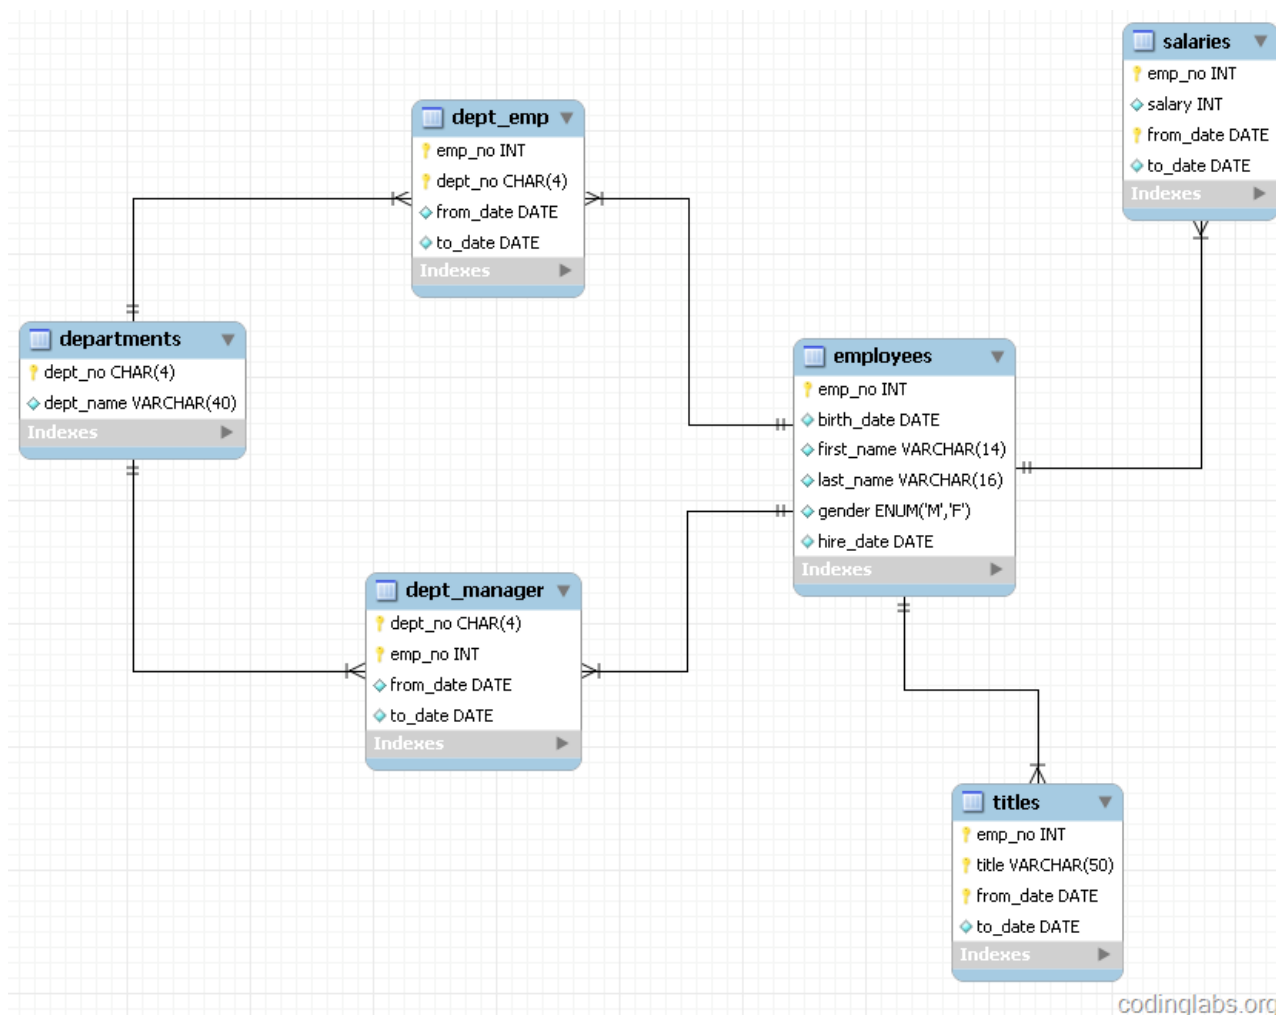 salaries
emp_no INT
salary INT
from_date DATE
to_date DATE
Indexes
dept_emp
emp_no INT
dept_no CHAR(4)
from_date DATE
to_date DATE
Indexes
departments
dept_no CHAR(4)
dept_name VARCHAR(40)
Indexes
employees
emp_no INT
birth_date DATE
first_name VARCHAR(14)
last_name VARCHAR(16)
gender ENUM('M','F')
hire_date DATE
Indexes
dept_manager
dept_no CHAR(4)
emp_no INT
from_date DATE
to_date DATE
Indexes
titles
emp_no INT
title VARCHAR(50)
from_date DATE
to_date DATE
Indexes
codinglabs.org